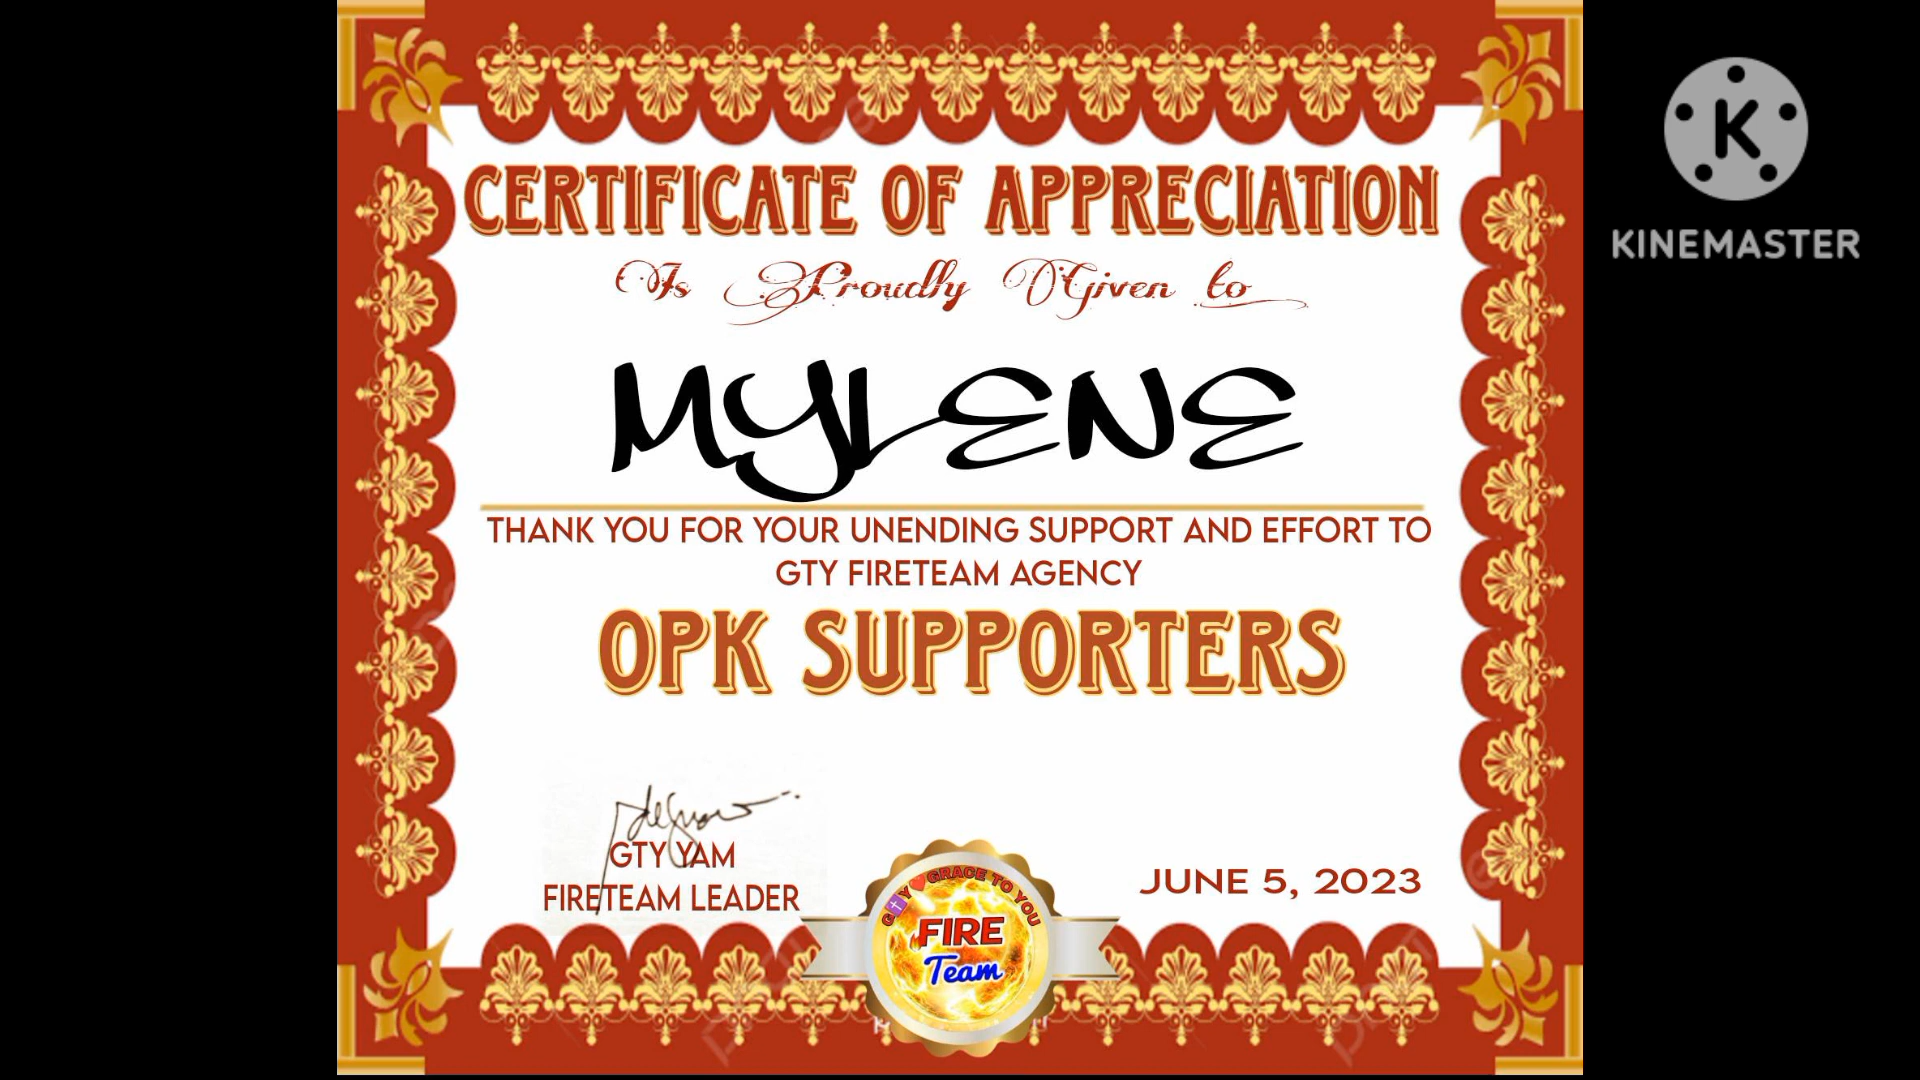 CERTIFICATE OF APPRECIATION
Is Proudly Given to
MYLENE
THANK YOU FOR YOUR UNENDING SUPPORT AND EFFORT TO
GTY FIRETEAM AGENCY
OPK SUPPORTERS
GTY YAM
FIRETEAM LEADER
JUNE 5, 2023
GTY GRACE TO YOU
FIRE
Team
K
KINEMASTER